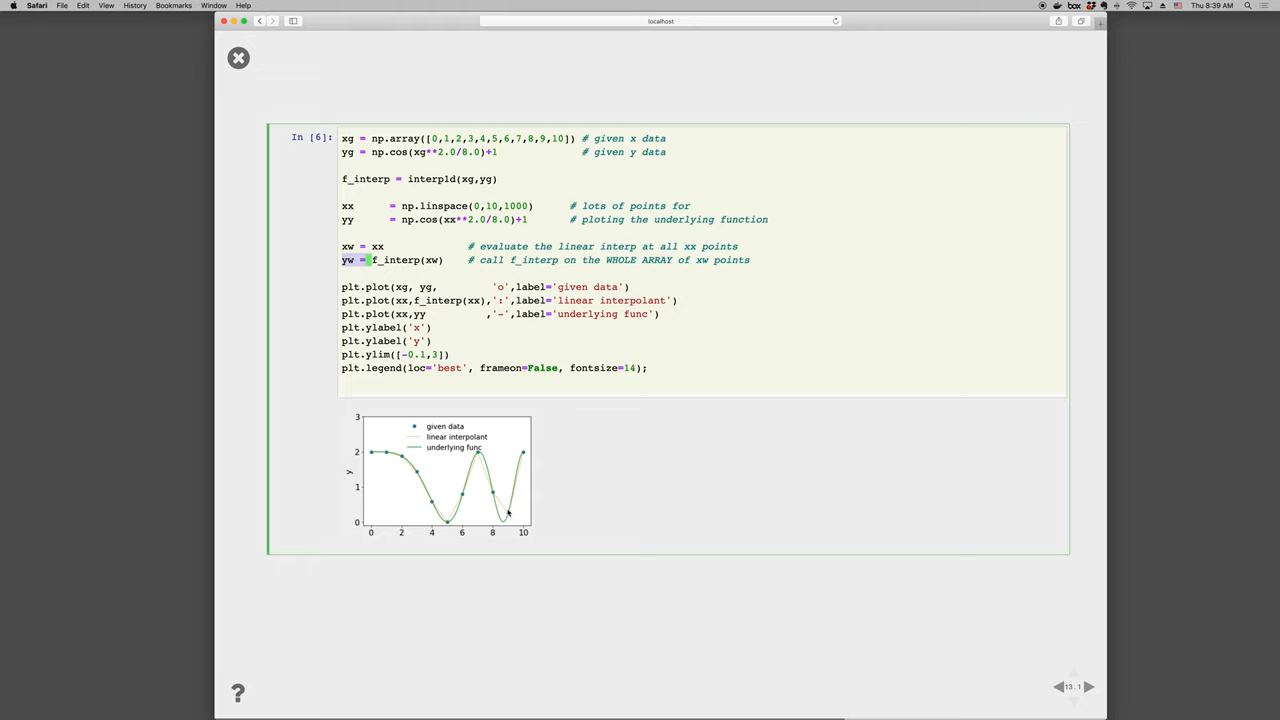 Safari File Edit View History Bookmarks Window Help
box
Thu 8:39 AM
localhost
In [6]:
xg = np.array([0,1,2,3,4,5,6,7,8,9,10]) # given x data
yg = np.cos(xg**2.0/8.0)+1 # given y data
f_interp = interp1d(xg,yg)
xx = np.linspace(0,10,1000) # lots of points for
yy = np.cos(xx**2.0/8.0)+1 # ploting the underlying function
xw = xx # evaluate the linear interp at all xx points
yw = f_interp(xw) # call f_interp on the WHOLE ARRAY of xw points
plt.plot(xg, yg, 'o',label='given data')
plt.plot(xx,f_interp(xx),':',label='linear interpolant')
plt.plot(xx,yy ,'-',label='underlying func')
plt.ylabel('x')
plt.ylabel('y')
plt.ylim([-0.1,3])
plt.legend(loc='best', frameon=False, fontsize=14);
3
given data
linear interpolant
underlying func
2
y
1
0
0 2 4 6 8 10
?
13.1